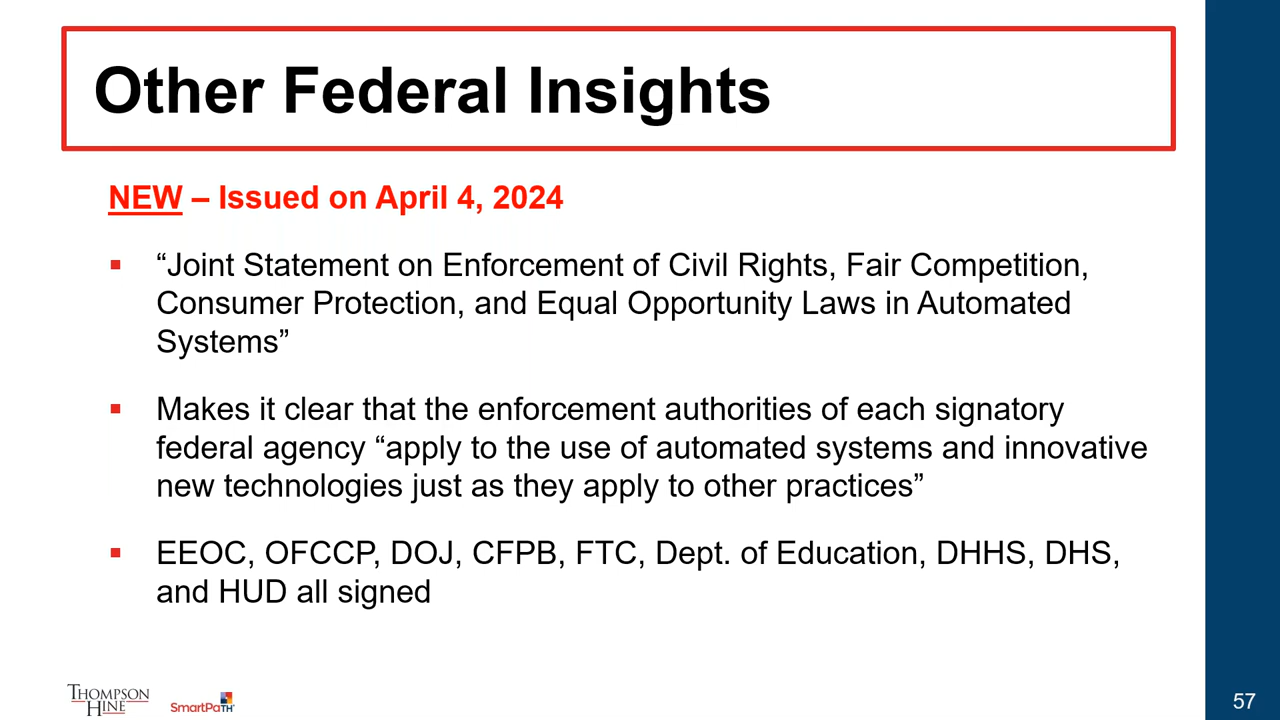 Other Federal Insights
NEW – Issued on April 4, 2024
▪ “Joint Statement on Enforcement of Civil Rights, Fair Competition,
Consumer Protection, and Equal Opportunity Laws in Automated
Systems”
▪ Makes it clear that the enforcement authorities of each signatory
federal agency “apply to the use of automated systems and innovative
new technologies just as they apply to other practices”
▪ EEOC, OFCCP, DOJ, CFPB, FTC, Dept. of Education, DHHS, DHS,
and HUD all signed
THOMPSON
HINE
SmartPaTH
57